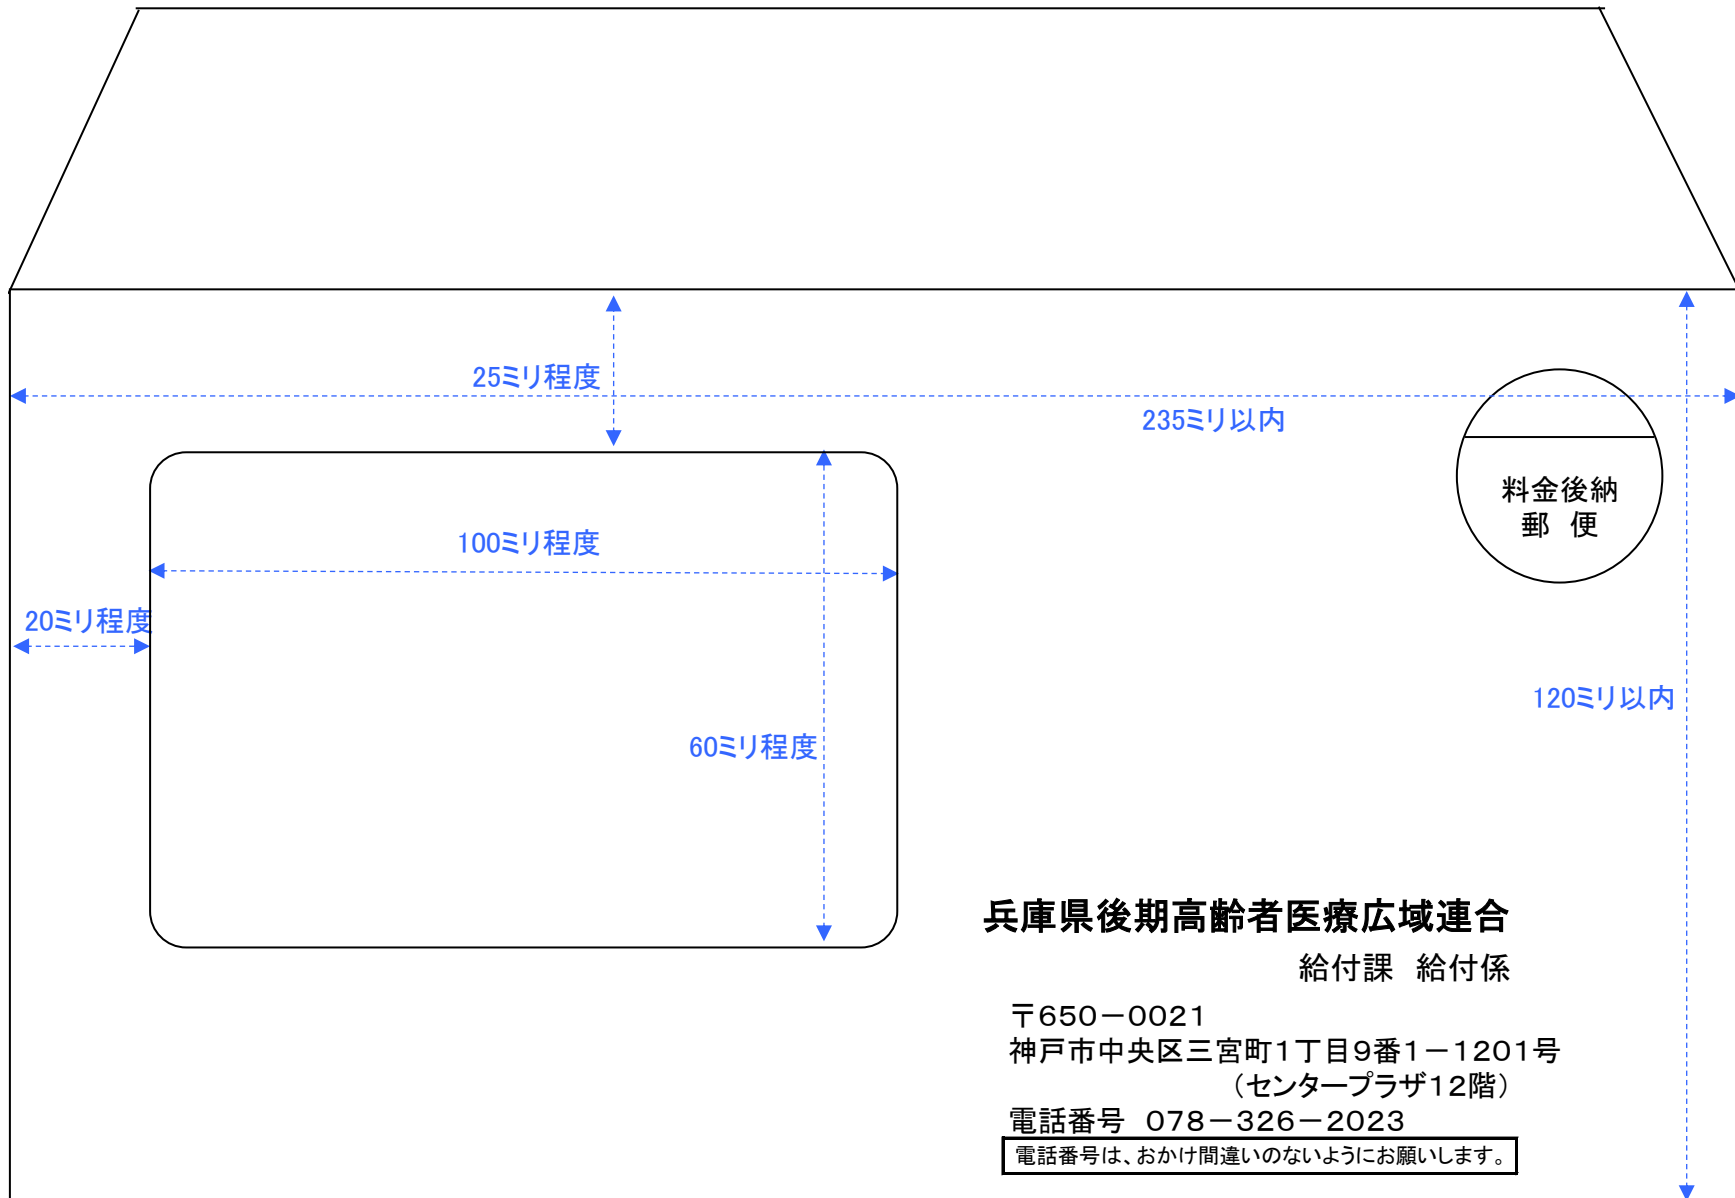 25ミリ程度
235ミリ以内
料金後納
郵 便
100ミリ程度
20ミリ程度
120ミリ以内
60ミリ程度
兵庫県後期高齢者医療広域連合
給付課 給付係
〒650-0021
神戸市中央区三宮町1丁目9番1-1201号
(センタープラザ12階)
電話番号 078-326-2023
電話番号は、おかけ間違いのないようにお願いします。